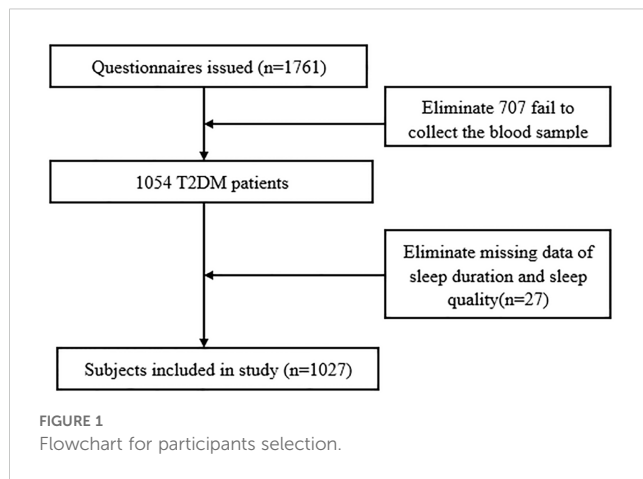 Questionnaires issued (n=1761)
Eliminate 707 fail to
collect the blood sample
1054 T2DM patients
Eliminate missing data of
sleep duration and sleep
quality(n=27)
Subjects included in study (n=1027)
FIGURE 1
Flowchart for participants selection.